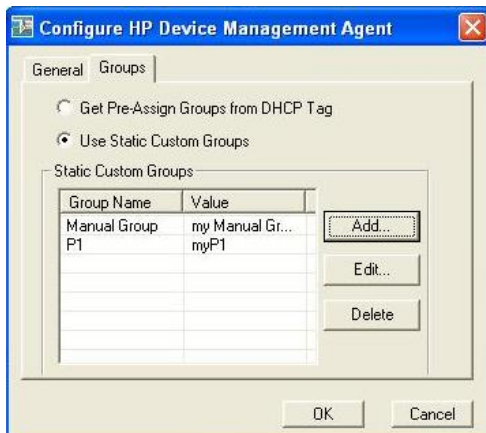 Configure HP Device Management Agent
General Groups
Get Pre-Assign Groups from DHCP Tag
Use Static Custom Groups
Static Custom Groups
Group Name Value
Manual Group my Manual Gr...
P1 myP1
Add...
Edit...
Delete
OK Cancel